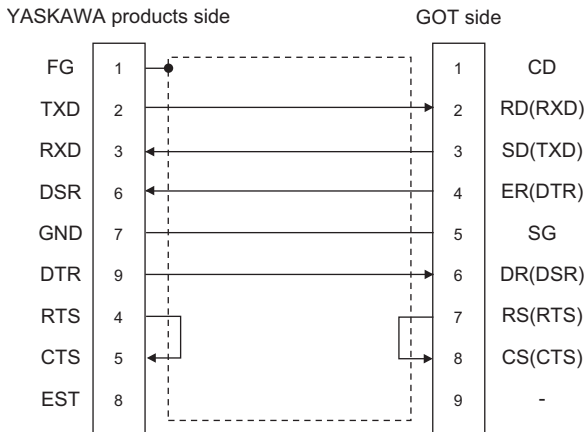 YASKAWA products side GOT side
FG 1 1 CD
TXD 2 2 RD(RXD)
RXD 3 3 SD(TXD)
DSR 6 4 ER(DTR)
GND 7 5 SG
DTR 9 6 DR(DSR)
RTS 4 7 RS(RTS)
CTS 5 8 CS(CTS)
EST 8 9 -